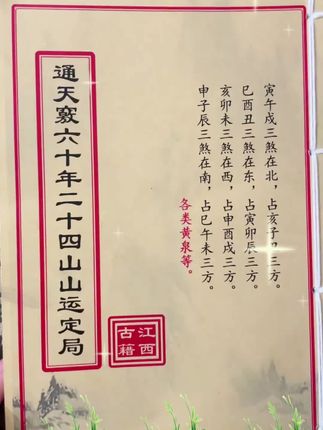 寅午戌三煞在北，占亥子丑三方。
巳酉丑三煞在东，占寅卯辰三方。
亥卯未三煞在西，占申酉戌三方。
申子辰三煞在南，占巳午未三方。
各类黄泉等。
通天竅六十年二十四山山运定局
江西
古籍